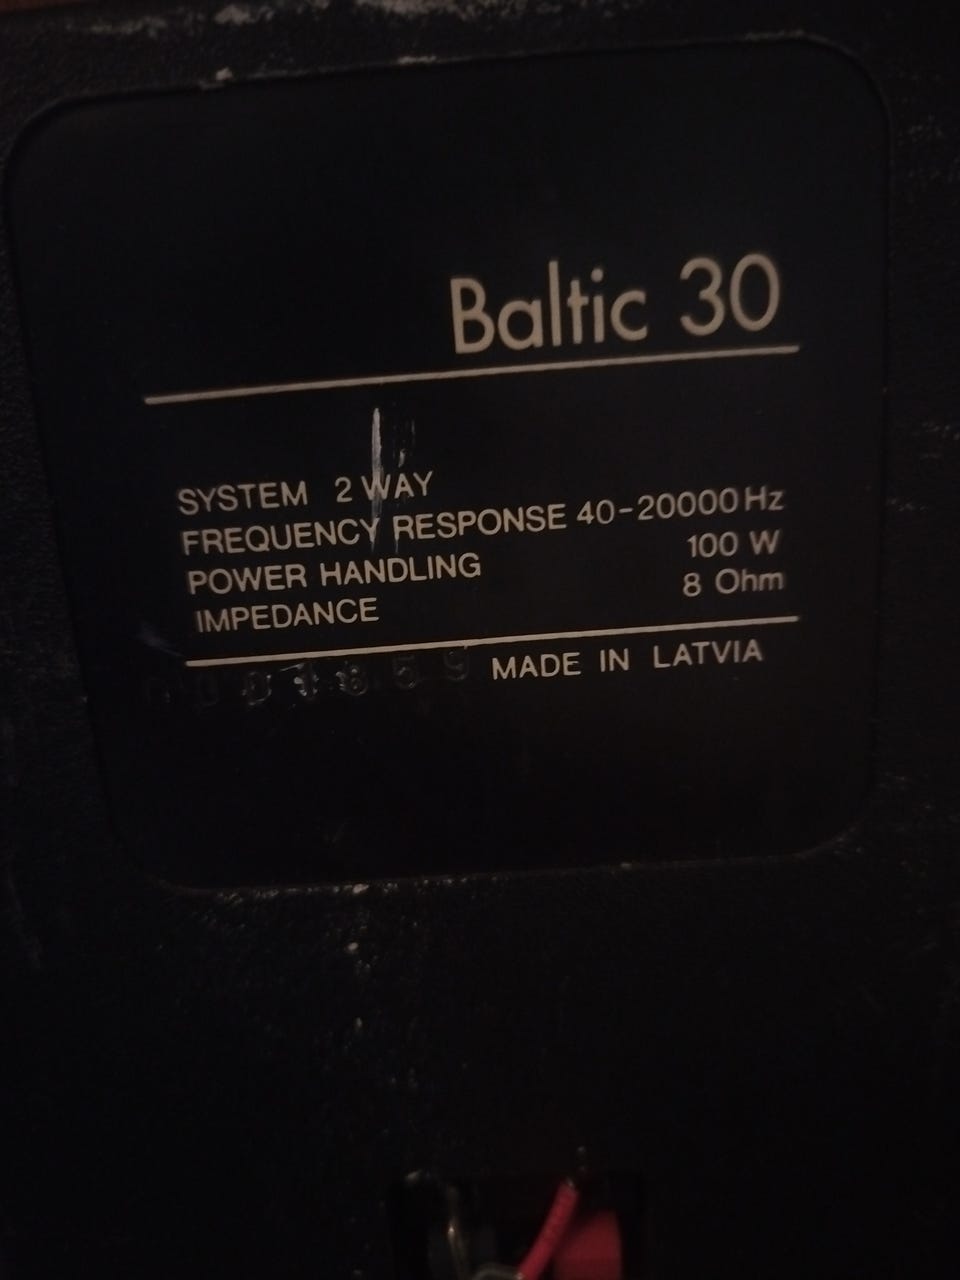 Baltic 30
SYSTEM 2 WAY
FREQUENCY RESPONSE 40-20000 Hz
POWER HANDLING 100 W
IMPEDANCE 8 Ohm
MADE IN LATVIA